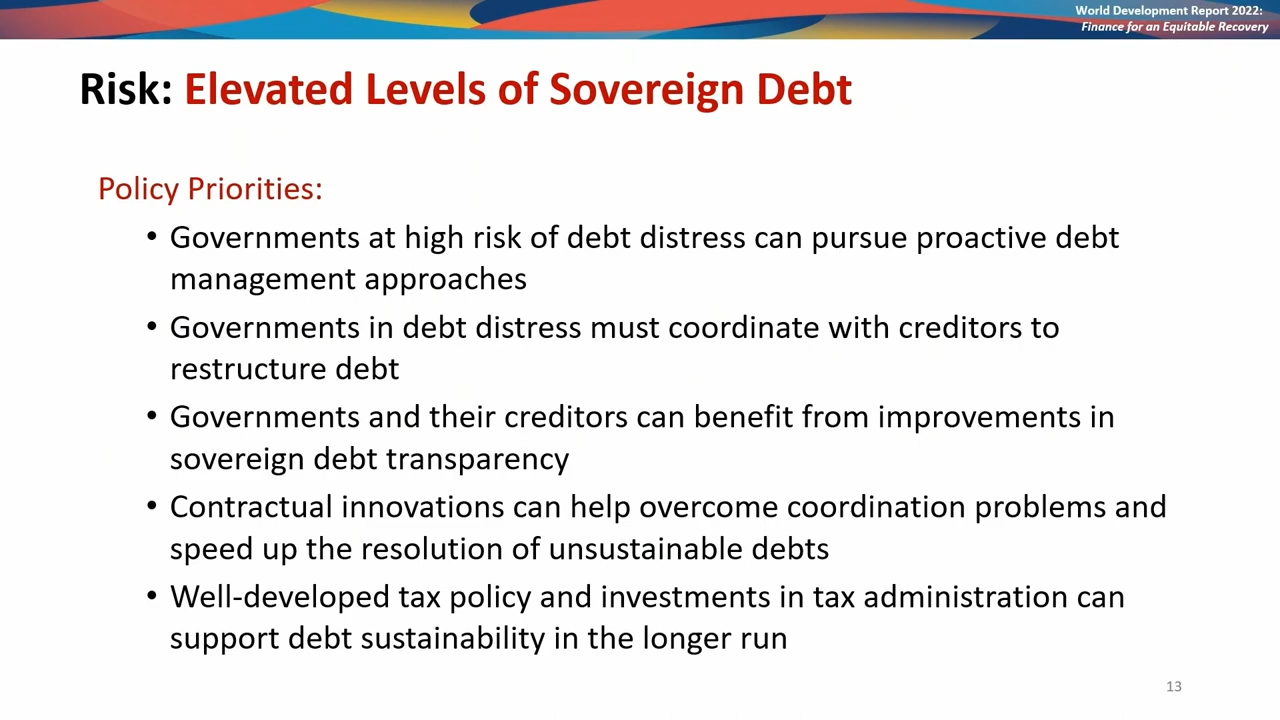 World Development Report 2022:
Finance for an Equitable Recovery
Risk: Elevated Levels of Sovereign Debt
Policy Priorities:
• Governments at high risk of debt distress can pursue proactive debt
management approaches
• Governments in debt distress must coordinate with creditors to
restructure debt
• Governments and their creditors can benefit from improvements in
sovereign debt transparency
• Contractual innovations can help overcome coordination problems and
speed up the resolution of unsustainable debts
• Well-developed tax policy and investments in tax administration can
support debt sustainability in the longer run
13